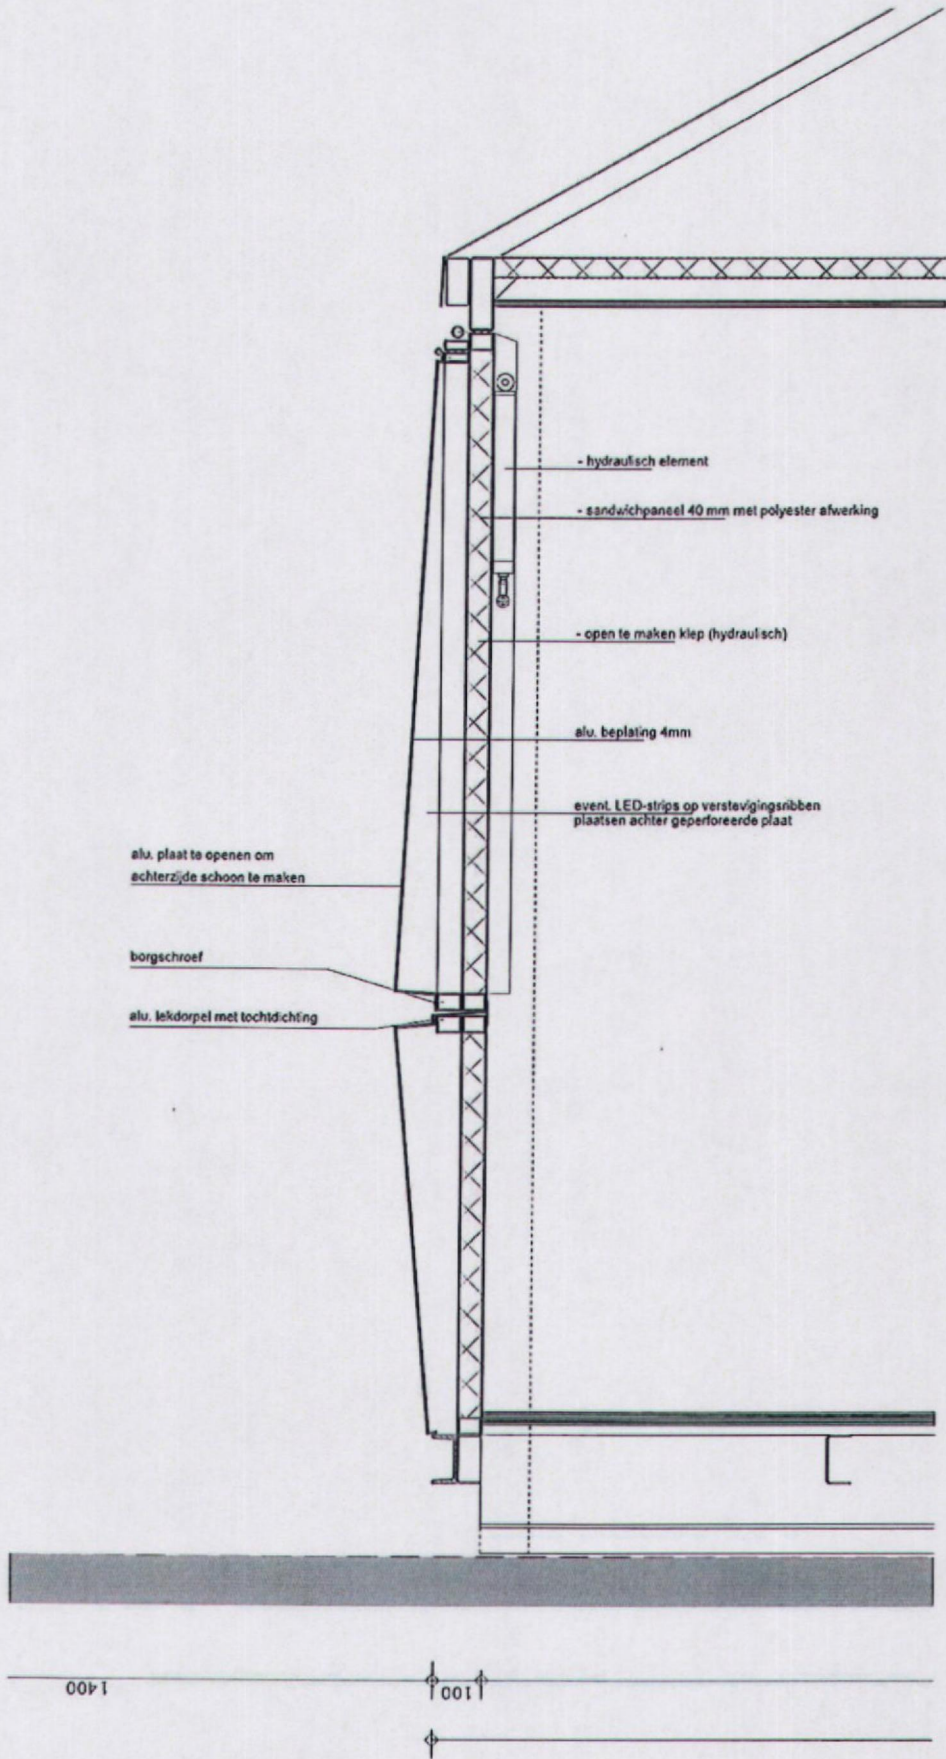 - hydraulisch element
- sandwichpaneel 40 mm met polyester afwerking
- open te maken klep (hydraulisch)
alu. beplating 4mm
event. LED-strips op verstevigingsribben
plaatsen achter geperforeerde plaat
alu. plaat te openen om
achterzijde schoon te maken
borgschroef
alu. lekdorpel met tochtdichting
1400
100